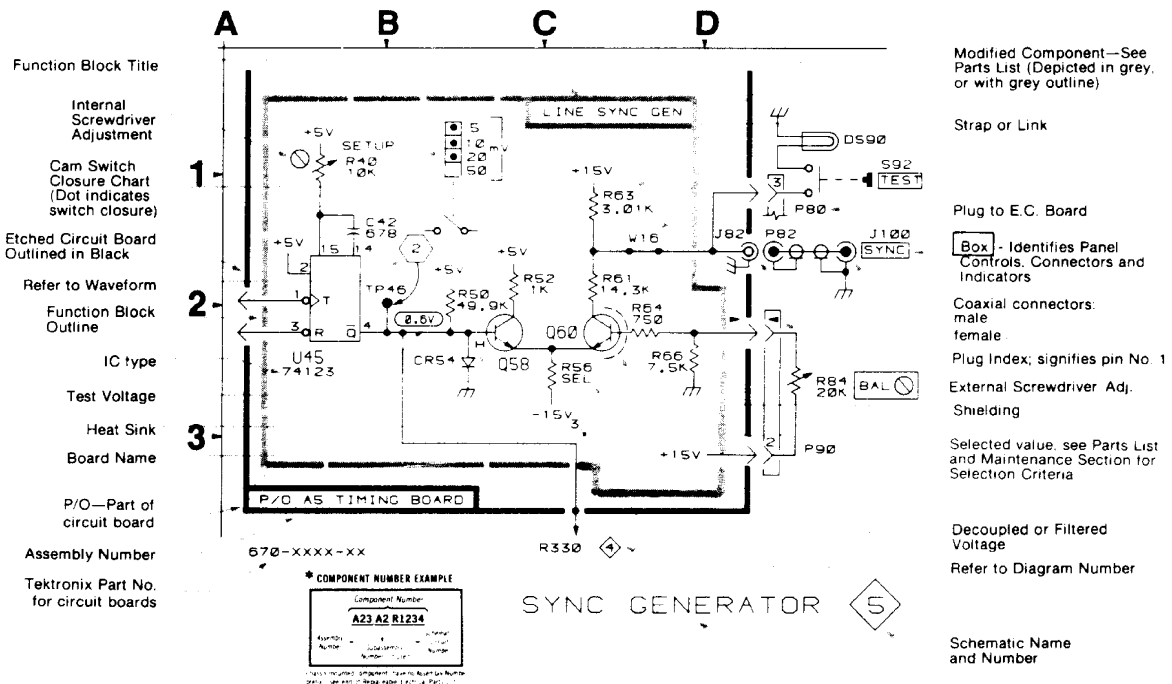 A B C D
Function Block Title
Internal
Screwdriver
Adjustment
Cam Switch
Closure Chart
(Dot indicates
switch closure)
Etched Circuit Board
Outlined in Black
Refer to Waveform
Function Block
Outline
IC type
Test Voltage
Heat Sink
Board Name
P/O—Part of
circuit board
Assembly Number
Tektronix Part No.
for circuit boards
1
2
3
LINE SYNC GEN
+5V
SETUP
R40
10K
5
10
20
50
mV
C42
678
+5V
15 14
2
1
T
3
R
Q
4
U45
74123
2
TP46
+5V
R50
49.9K
0.6V
CR54
+5V
R52
1K
Q58
H
+15V
R63
3.01K
W16
R61
14.3K
Q60
R64
750
R56
SEL
-15V3
R66
7.5K
+15V
DS90
S92
TEST
3
P80
J82 P82
J100
SYNC
R84
20K
BAL
2
P90
P/O A5 TIMING BOARD
670-XXXX-XX
R330 4
* COMPONENT NUMBER EXAMPLE
Component Number
A23 A2 R1234
Assembly
Number
Subassembly
Number
Schematic
Circuit
Number
SYNC GENERATOR 5
Modified Component—See
Parts List (Depicted in grey,
or with grey outline)
Strap or Link
Plug to E.C. Board
Box - Identifies Panel
Controls, Connectors and
Indicators
Coaxial connectors:
male
female
Plug Index; signifies pin No. 1
External Screwdriver Adj.
Shielding
Selected value, see Parts List
and Maintenance Section for
Selection Criteria
Decoupled or Filtered
Voltage
Refer to Diagram Number
Schematic Name
and Number